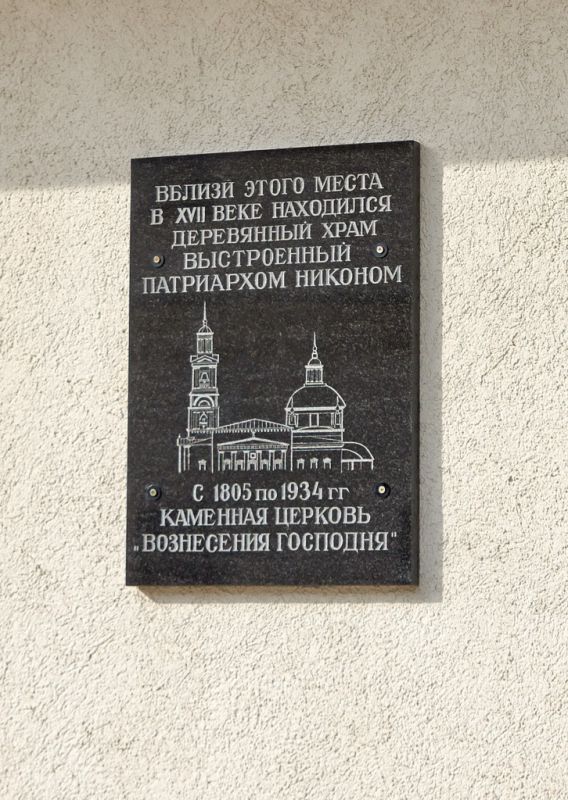 ВБЛИЗИ ЭТОГО МЕСТА
В XVII ВЕКЕ НАХОДИЛСЯ
ДЕРЕВЯННЫЙ ХРАМ
ВЫСТРОЕННЫЙ
ПАТРИАРХОМ НИКОНОМ
С 1805 ПО 1934 ГГ
КАМЕННАЯ ЦЕРКОВЬ
„ВОЗНЕСЕНИЯ ГОСПОДНЯ"